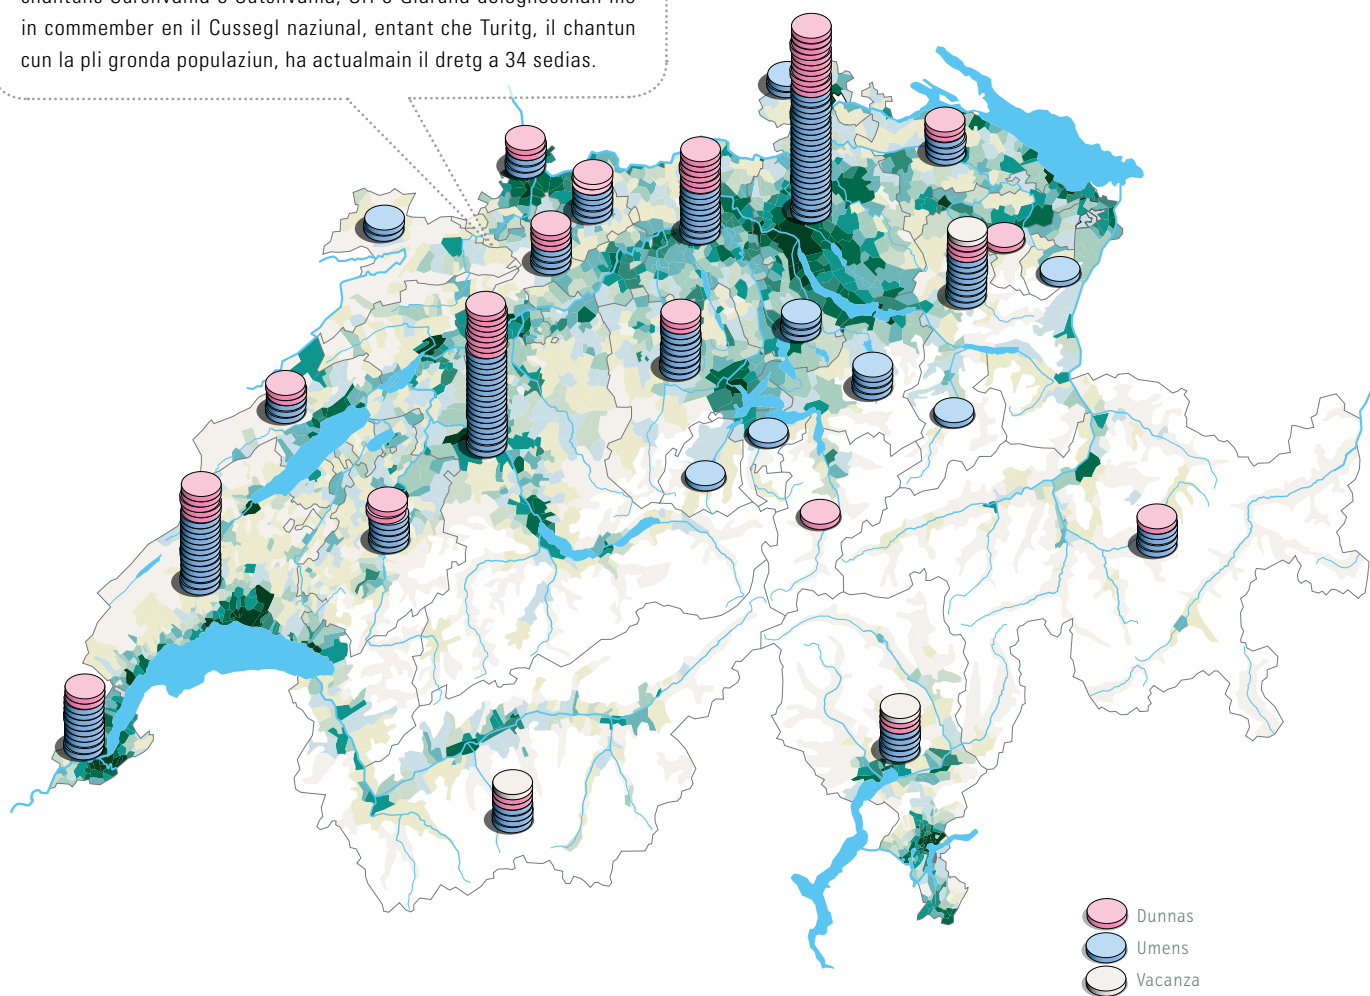 in commember en il Cussegl naziunal, entant che Turitg, il chantun
cun la pli gronda populaziun, ha actualmain il dretg a 34 sedias.
Dunnas
Umens
Vacanza